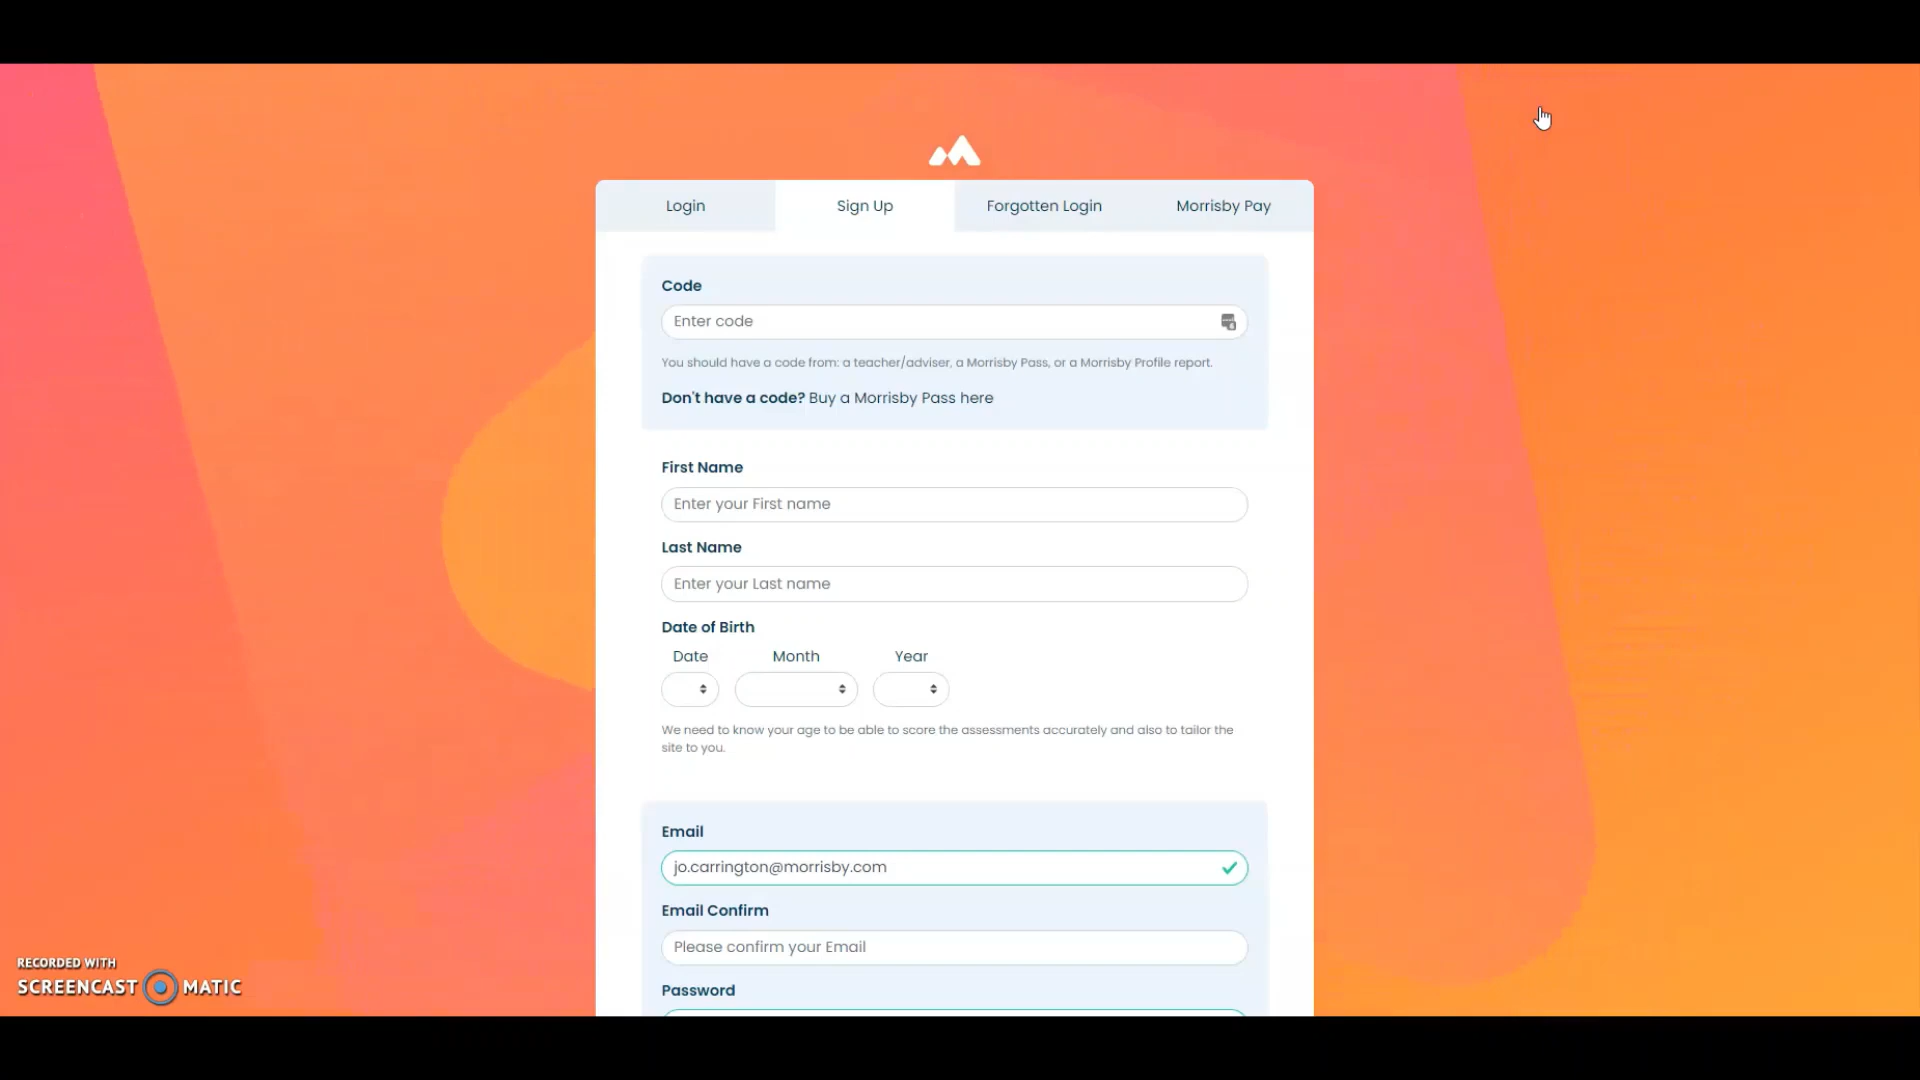 Login
Sign Up
Forgotten Login
Morrisby Pay
Code
Enter code
You should have a code from: a teacher/adviser, a Morrisby Pass, or a Morrisby Profile report.
Don't have a code? Buy a Morrisby Pass here
First Name
Enter your First name
Last Name
Enter your Last name
Date of Birth
Date Month Year
We need to know your age to be able to score the assessments accurately and also to tailor the
site to you.
Email
jo.carrington@morrisby.com
Email Confirm
Please confirm your Email
Password
RECORDED WITH
SCREENCAST MATIC